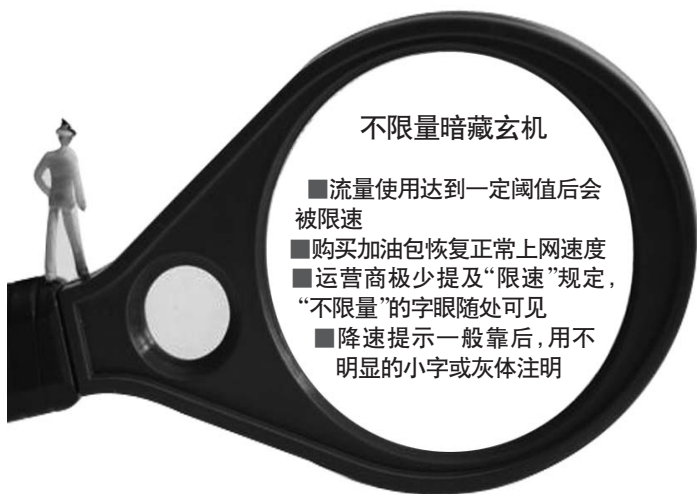 不限量暗藏玄机
■流量使用达到一定阈值后会
被限速
■购买加油包恢复正常上网速度
■运营商极少提及“限速”规定,
“不限量”的字眼随处可见
■降速提示一般靠后,用不
明显的小字或灰体注明